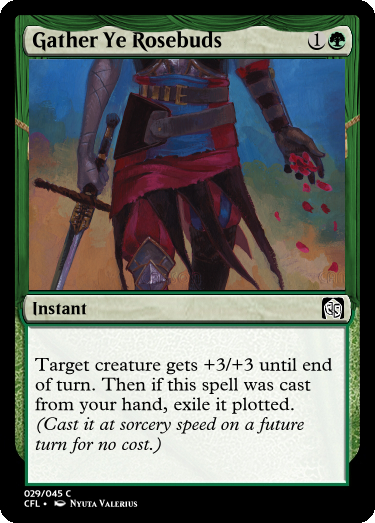 Gather Ye Rosebuds 1
Instant
Target creature gets +3/+3 until end
of turn. Then if this spell was cast
from your hand, exile it plotted.
(Cast it at sorcery speed on a future
turn for no cost.)
029/045 C
CFL • Nyuta Valerius